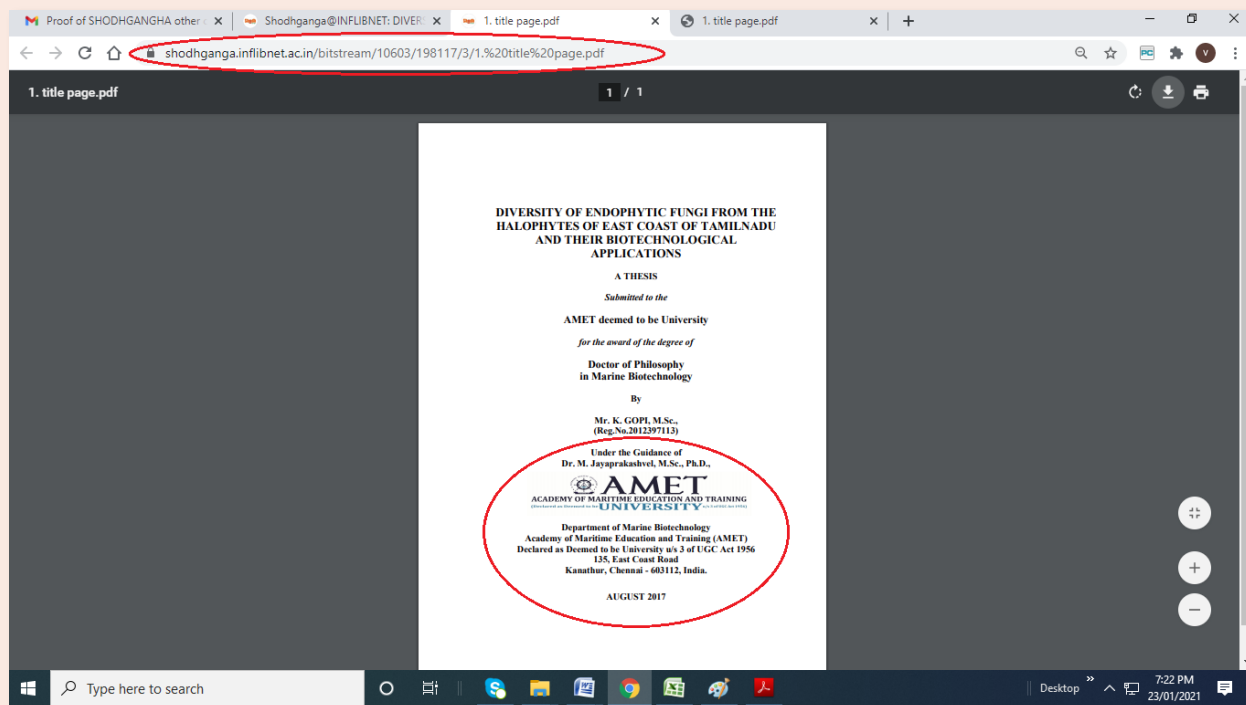 Proof of SHODHGANGHA other
Shodhganga@INFLIBNET: DIVER
1. title page.pdf
1. title page.pdf
shodhganga.inflibnet.ac.in/bitstream/10603/198117/3/1.%20title%20page.pdf
PC
V
1. title page.pdf
1 / 1
DIVERSITY OF ENDOPHYTIC FUNGI FROM THE
HALOPHYTES OF EAST COAST OF TAMILNADU
AND THEIR BIOTECHNOLOGICAL
APPLICATIONS
A THESIS
Submitted to the
AMET deemed to be University
for the award of the degree of
Doctor of Philosophy
in Marine Biotechnology
By
Mr. K. GOPI, M.Sc.,
(Reg.No.2012397113)
Under the Guidance of
Dr. M. Jayaprakashvel, M.Sc., Ph.D.,
AMET
ACADEMY OF MARITIME EDUCATION AND TRAINING
UNIVERSITY
Department of Marine Biotechnology
Academy of Maritime Education and Training (AMET)
Declared as Deemed to be University u/s 3 of UGC Act 1956
135, East Coast Road
Kanathur, Chennai - 603112, India.
AUGUST 2017
Type here to search
Desktop
7:22 PM
23/01/2021